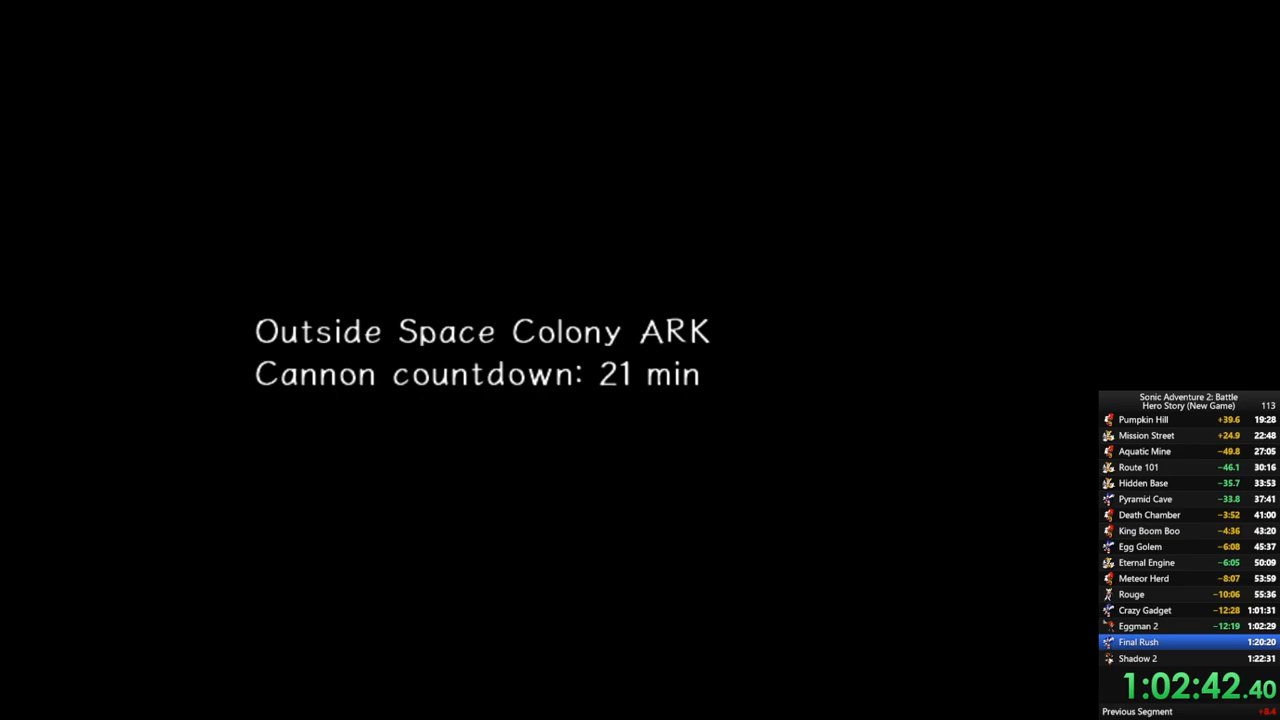 Outside Space Colony ARK
Cannon countdown: 21 min
Sonic Adventure 2: Battle
Hero Story (New Game) 113
Pumpkin Hill +39.6 19:28
Mission Street +24.9 22:48
Aquatic Mine −49.8 27:05
Route 101 −46.1 30:16
Hidden Base −35.7 33:53
Pyramid Cave −33.8 37:41
Death Chamber −3:52 41:00
King Boom Boo −4:36 43:20
Egg Golem −6:08 45:37
Eternal Engine −6:05 50:09
Meteor Herd −8:07 53:59
Rouge −10:06 55:36
Crazy Gadget −12:28 1:01:31
Eggman 2 −12:19 1:02:29
Final Rush 1:20:20
Shadow 2 1:22:31
1:02:42.40
Previous Segment +8.4